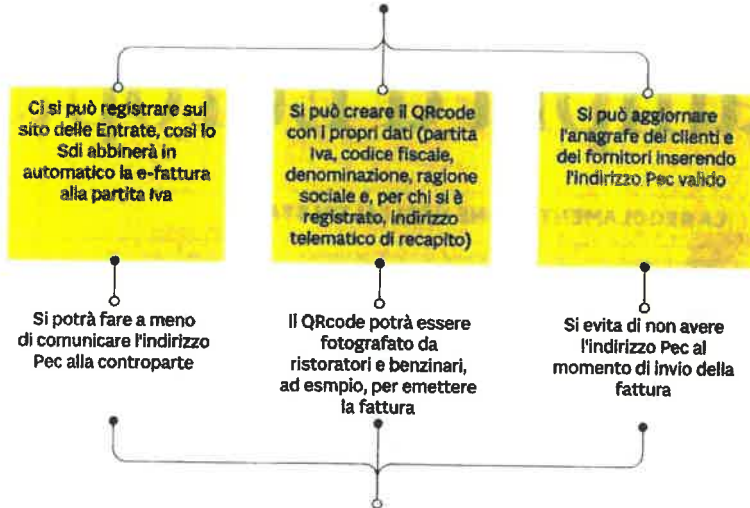 Ci si può registrare sul
sito delle Entrate, così lo
Sdi abbinerà in
automatico la e-fattura
alla partita Iva
Si può creare il QRcode
con i propri dati (partita
Iva, codice fiscale,
denominazione, ragione
sociale e, per chi si è
registrato, indirizzo
telematico di recapito)
Si può aggiornare
l'anagrafe dei clienti e
dei fornitori inserendo
l'indirizzo Pec valido
Si potrà fare a meno
di comunicare l'indirizzo
Pec alla controparte
Il QRcode potrà essere
fotografato da
ristoratori e benzinari,
ad esmpio, per emettere
la fattura
Si evita di non avere
l'indirizzo Pec al
momento di invio della
fattura